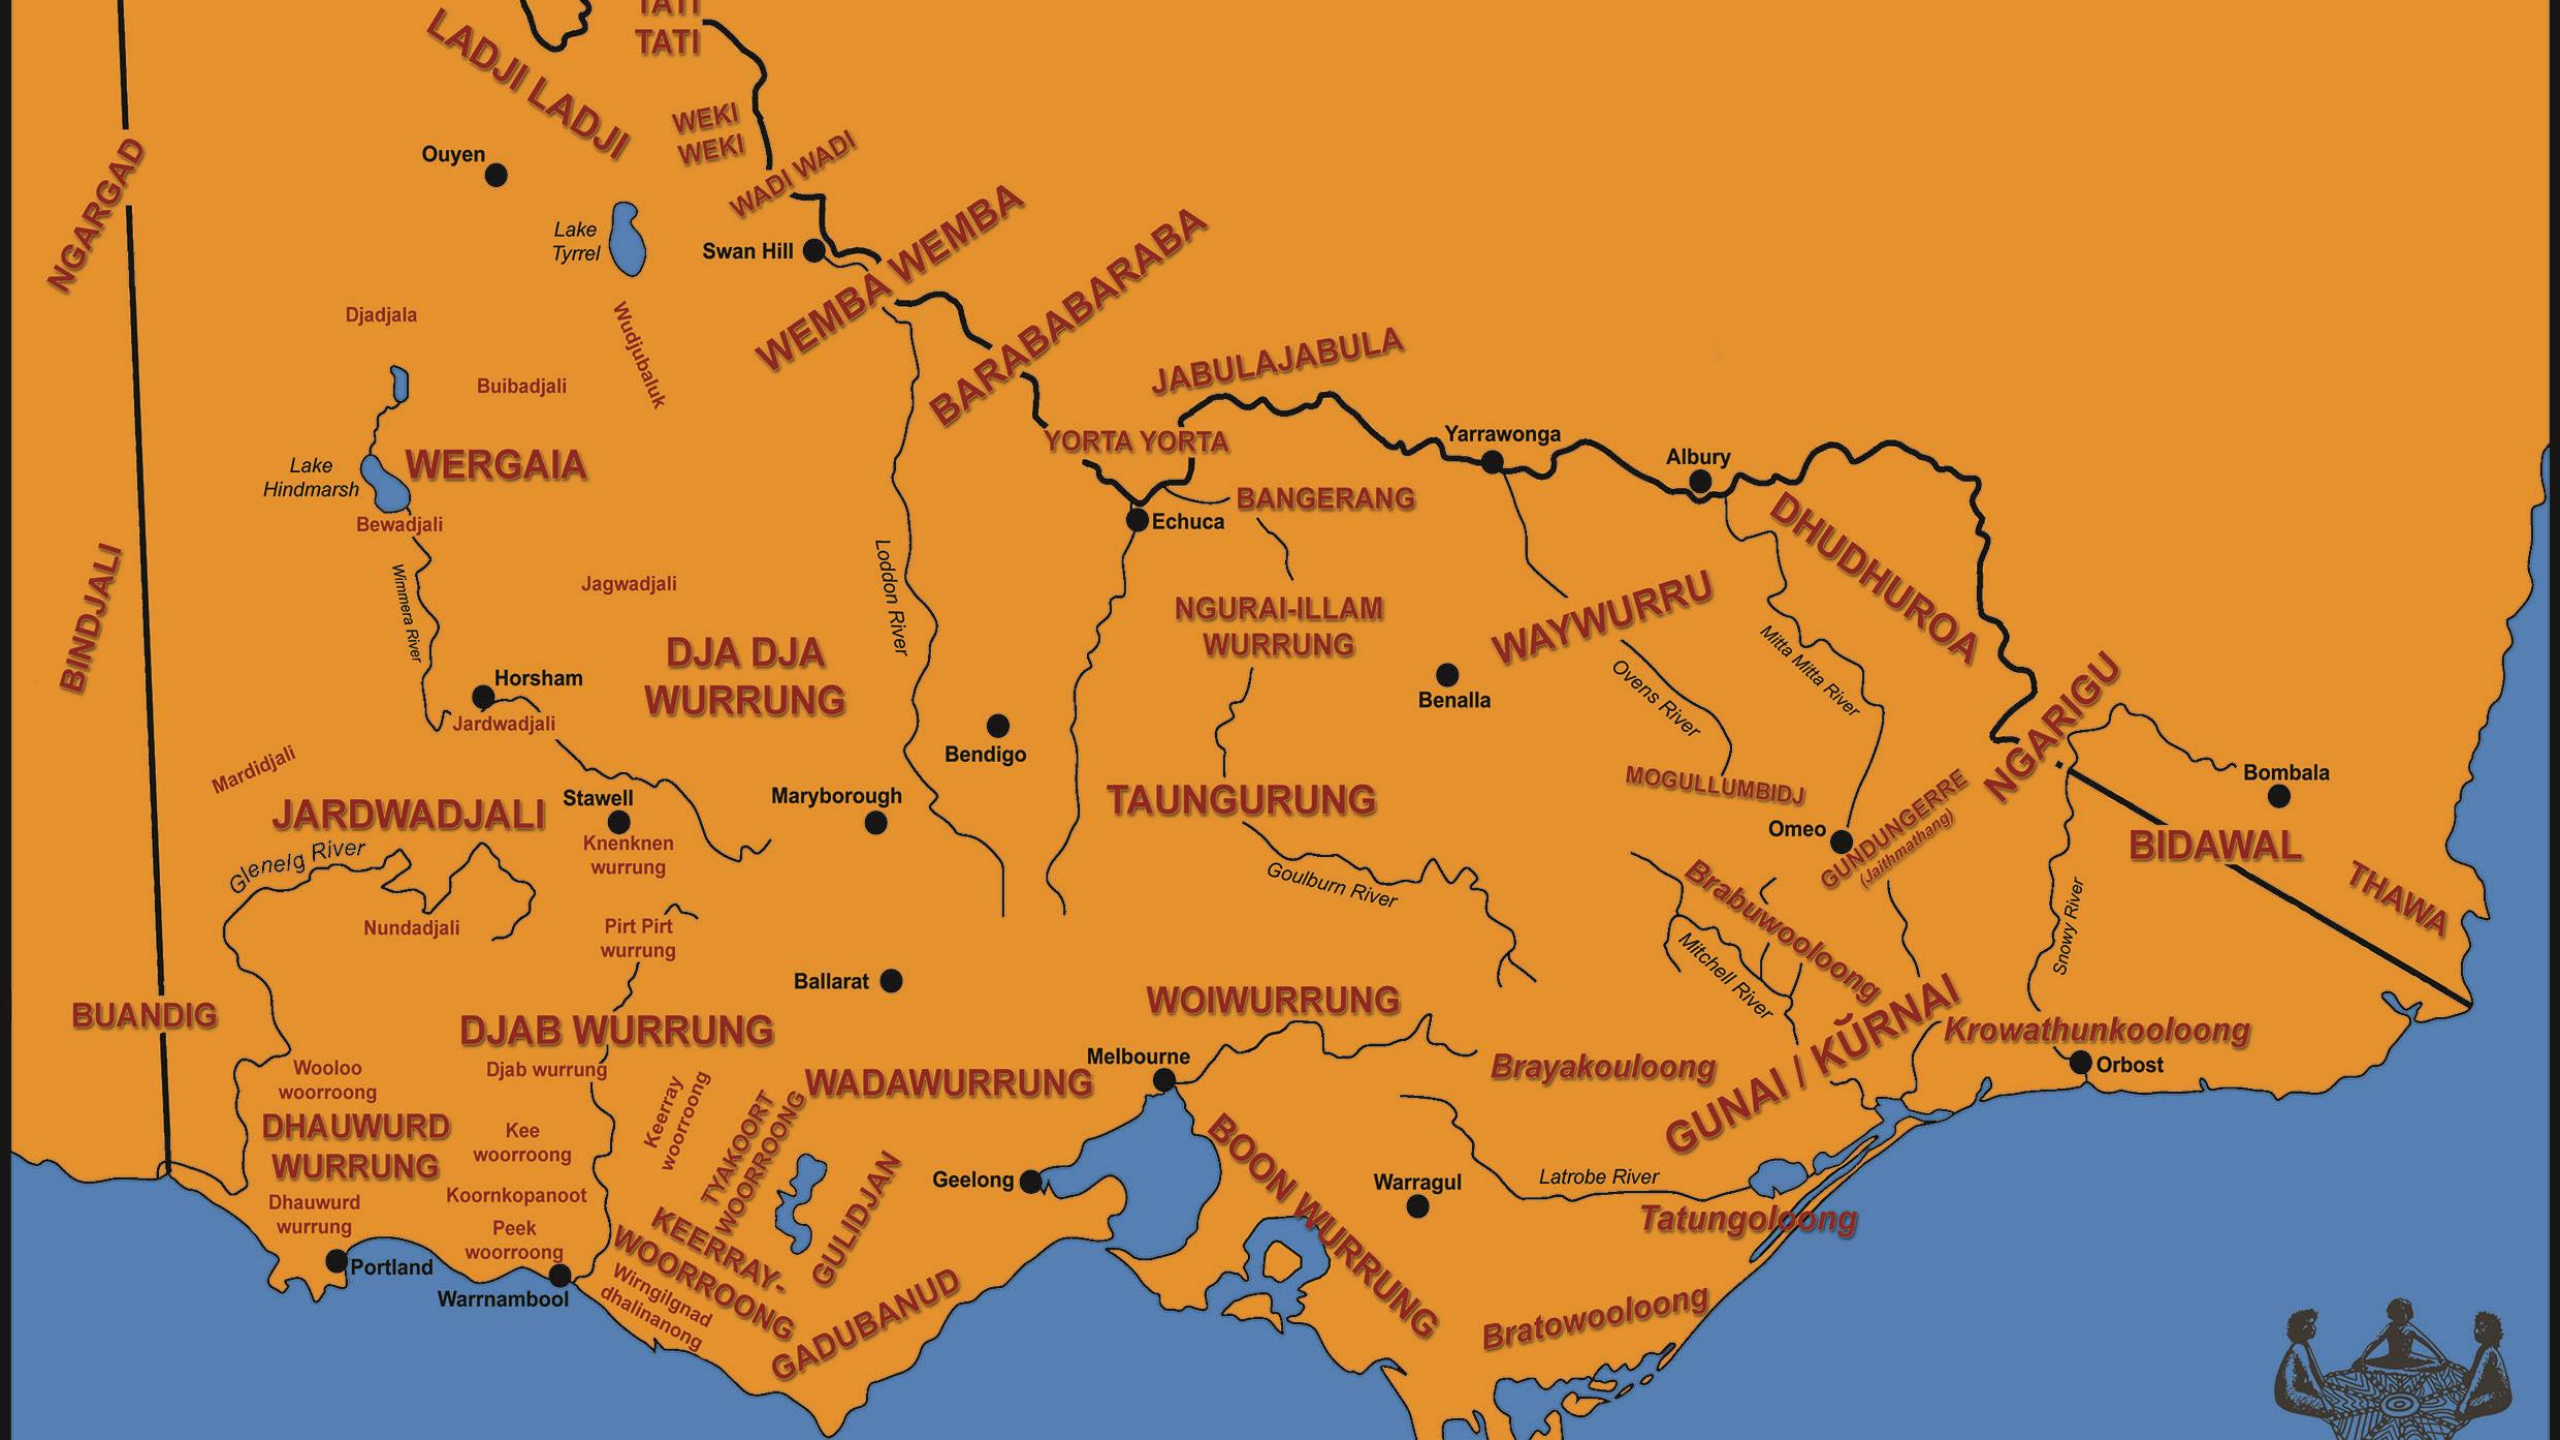 TATI
TATI
LADJI LADJI
WEKI
WEKI
WADI WADI
Ouyen
NGARGAD
Lake
Tyrrel
Swan Hill
WEMBA WEMBA
BARABABARABA
Djadjala
Wudjubaluk
Buibadjali
JABULAJABULA
YORTA YORTA
Yarrawonga
Albury
Lake
Hindmarsh
WERGAIA
BANGERANG
Echuca
Bewadjali
DHUDHUROA
BINDJALI
Wimmera River
Jagwadjali
Loddon River
NGURAI-ILLAM
WURRUNG
WAYWURRU
Mitta Mitta River
DJA DJA
WURRUNG
Horsham
Jardwadjali
Benalla
Ovens River
NGARIGU
Bendigo
Mardidjali
Bombala
MOGULLUMBIDJ
JARDWADJALI
Stawell
Maryborough
TAUNGURUNG
Omeo
GUNDUNGERRE
(Jaithmathang)
BIDAWAL
Knenknen
wurrung
Glenelg River
Goulburn River
Brabuwooloong
THAWA
Nundadjali
Pirt Pirt
wurrung
Snowy River
Mitchell River
Ballarat
BUANDIG
WOIWURRUNG
DJAB WURRUNG
Krowathunkooloong
GUNAI / KŬRNAI
Melbourne
Brayakouloong
Orbost
Wooloo
woorroong
Djab wurrung
WADAWURRUNG
Keerray
woorroong
TYAKOORT
WOORROONG
DHAUWURD
WURRUNG
Kee
woorroong
BOON WURRUNG
Geelong
Warragul
Latrobe River
GULIDJAN
Koornkopanoot
Dhauwurd
wurrung
Peek
woorroong
Tatungoloong
KEERRAY-
WOORROONG
Portland
Warrnambool
Wirngilgnad
dhalinanong
GADUBANUD
Bratowooloong